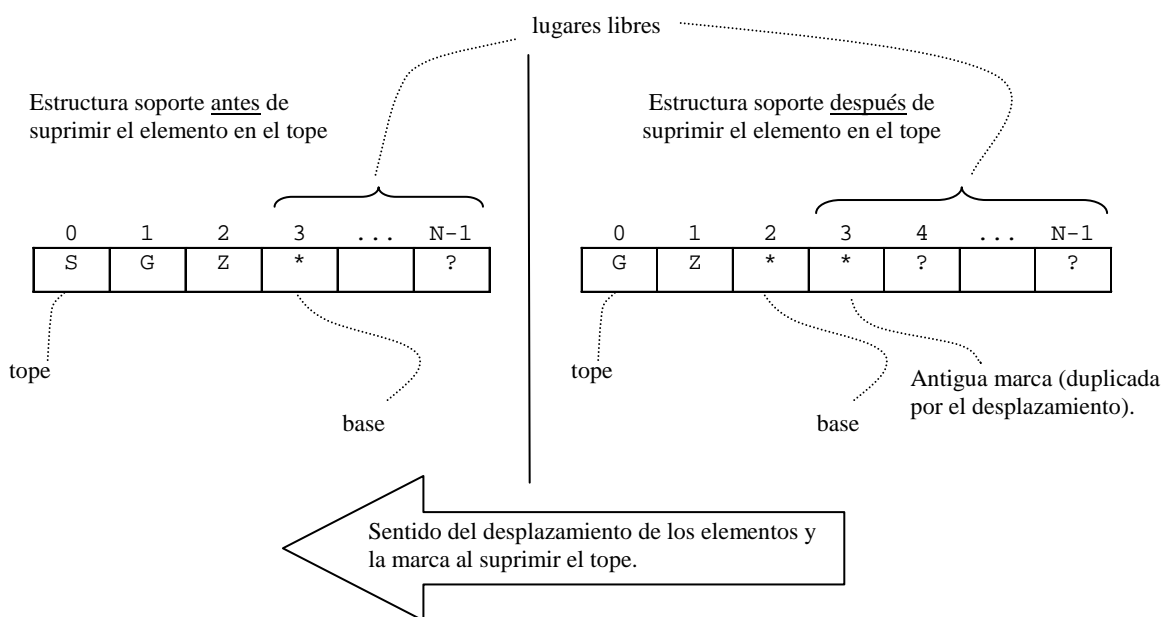 lugares libres
Estructura soporte antes de
suprimir el elemento en el tope
Estructura soporte después de
suprimir el elemento en el tope
0 1 2 3 ... N-1
S G Z * ?
0 1 2 3 4 ... N-1
G Z * * ? ?
tope
base
tope
base
Antigua marca (duplicada
por el desplazamiento).
Sentido del desplazamiento de los elementos y
la marca al suprimir el tope.